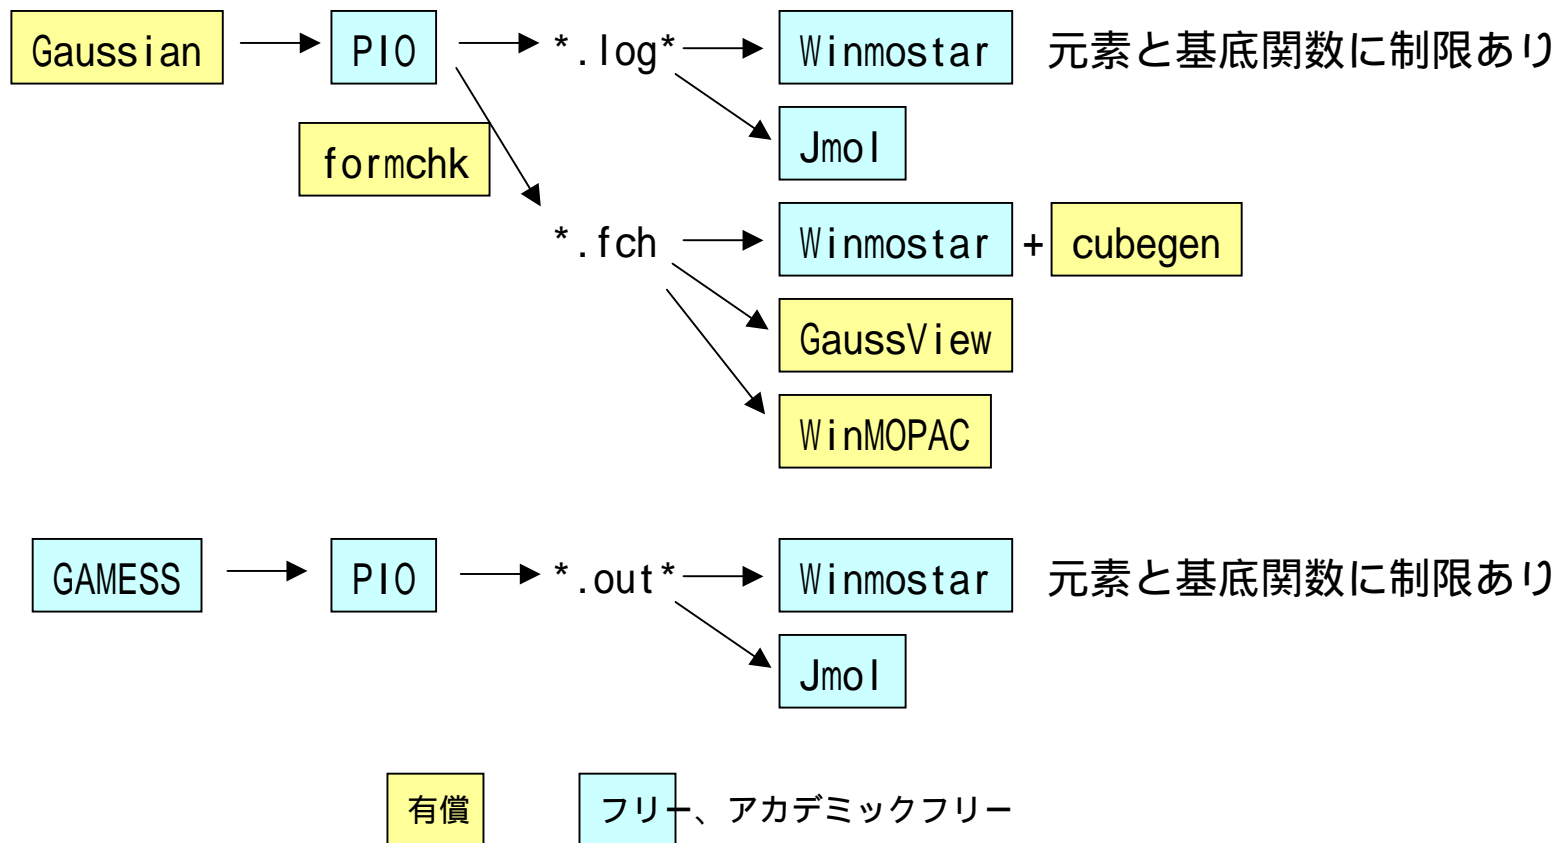 Gaussian PIO *.log* Winmostar 元素と基底関数に制限あり
Jmol
formchk
*.fch Winmostar + cubegen
GaussView
WinMOPAC
GAMESS PIO *.out* Winmostar 元素と基底関数に制限あり
Jmol
有償 フリー、アカデミックフリー